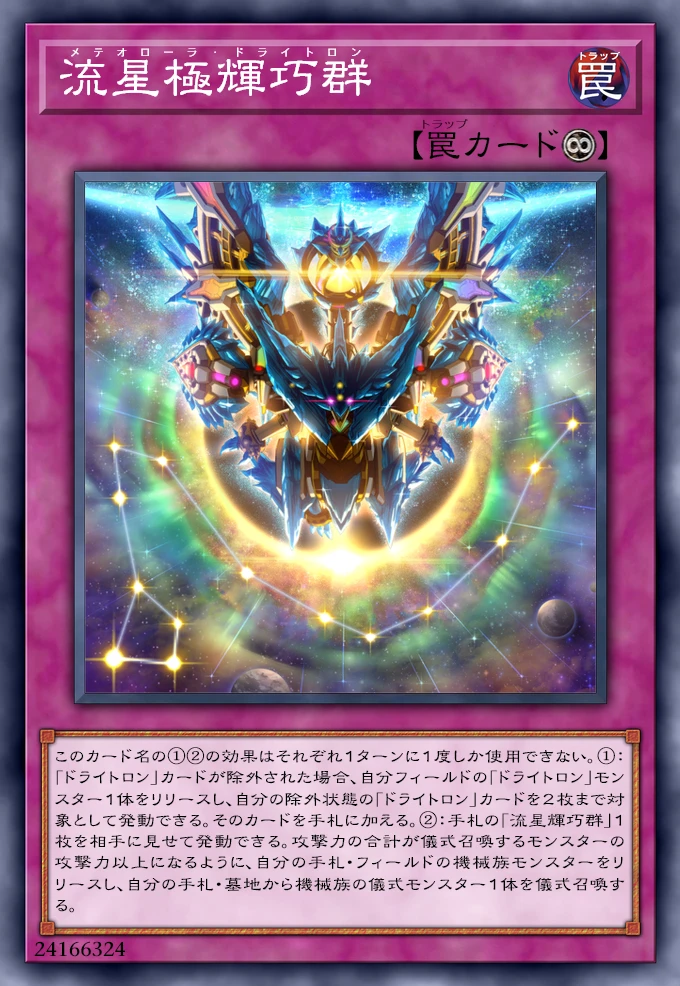 メテオローラ・ドライトロン
流星極輝巧群
トラップ
罠
トラップ
【罠カード∞】
このカード名の①②の効果はそれぞれ1ターンに1度しか使用できない。①：
「ドライトロン」カードが除外された場合、自分フィールドの「ドライトロン」モン
スター1体をリリースし、自分の除外状態の「ドライトロン」カードを2枚まで対
象として発動できる。そのカードを手札に加える。②：手札の「流星輝巧群」1
枚を相手に見せて発動できる。攻撃力の合計が儀式召喚するモンスターの
攻撃力以上になるように、自分の手札・フィールドの機械族モンスターをリ
リースし、自分の手札・墓地から機械族の儀式モンスター1体を儀式召喚す
る。
24166324